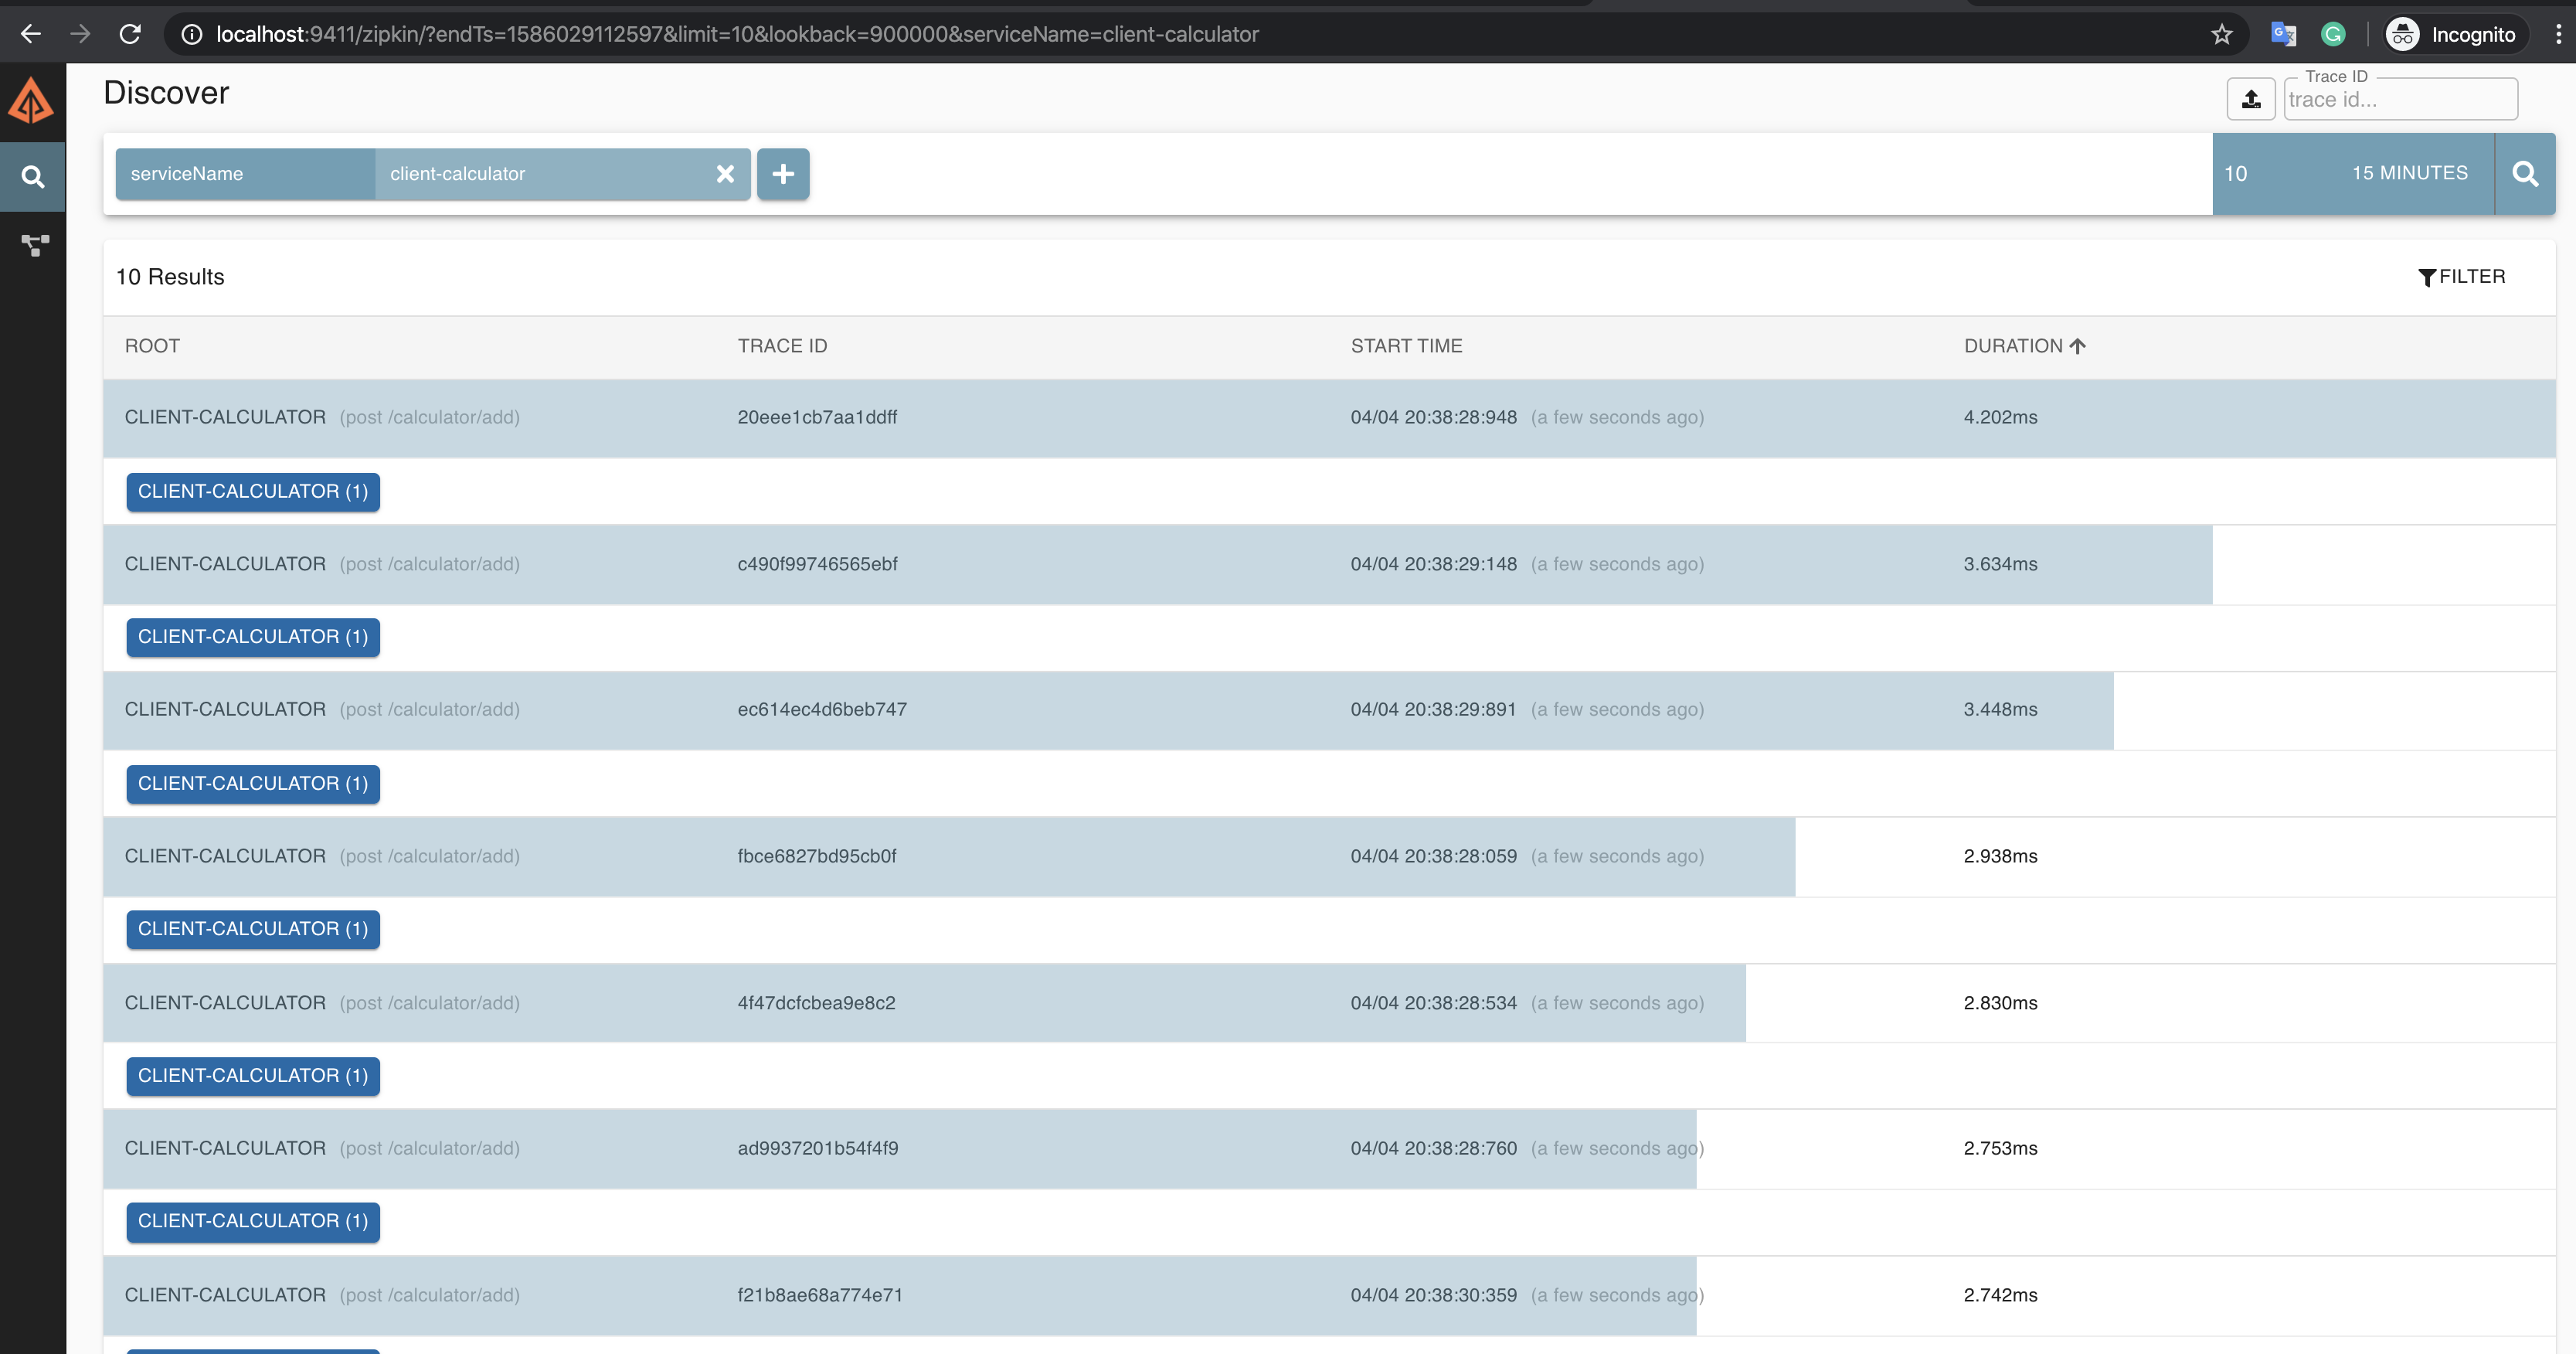 localhost:9411/zipkin/?endTs=1586029112597&limit=10&lookback=900000&serviceName=client-calculator
Incognito
Discover
Trace ID
trace id...
serviceName client-calculator
10 15 MINUTES
10 Results
FILTER
ROOT TRACE ID START TIME DURATION
CLIENT-CALCULATOR (post /calculator/add) 20eee1cb7aa1ddff 04/04 20:38:28:948 (a few seconds ago) 4.202ms
CLIENT-CALCULATOR (1)
CLIENT-CALCULATOR (post /calculator/add) c490f99746565ebf 04/04 20:38:29:148 (a few seconds ago) 3.634ms
CLIENT-CALCULATOR (1)
CLIENT-CALCULATOR (post /calculator/add) ec614ec4d6beb747 04/04 20:38:29:891 (a few seconds ago) 3.448ms
CLIENT-CALCULATOR (1)
CLIENT-CALCULATOR (post /calculator/add) fbce6827bd95cb0f 04/04 20:38:28:059 (a few seconds ago) 2.938ms
CLIENT-CALCULATOR (1)
CLIENT-CALCULATOR (post /calculator/add) 4f47dcfcbea9e8c2 04/04 20:38:28:534 (a few seconds ago) 2.830ms
CLIENT-CALCULATOR (1)
CLIENT-CALCULATOR (post /calculator/add) ad9937201b54f4f9 04/04 20:38:28:760 (a few seconds ago) 2.753ms
CLIENT-CALCULATOR (1)
CLIENT-CALCULATOR (post /calculator/add) f21b8ae68a774e71 04/04 20:38:30:359 (a few seconds ago) 2.742ms